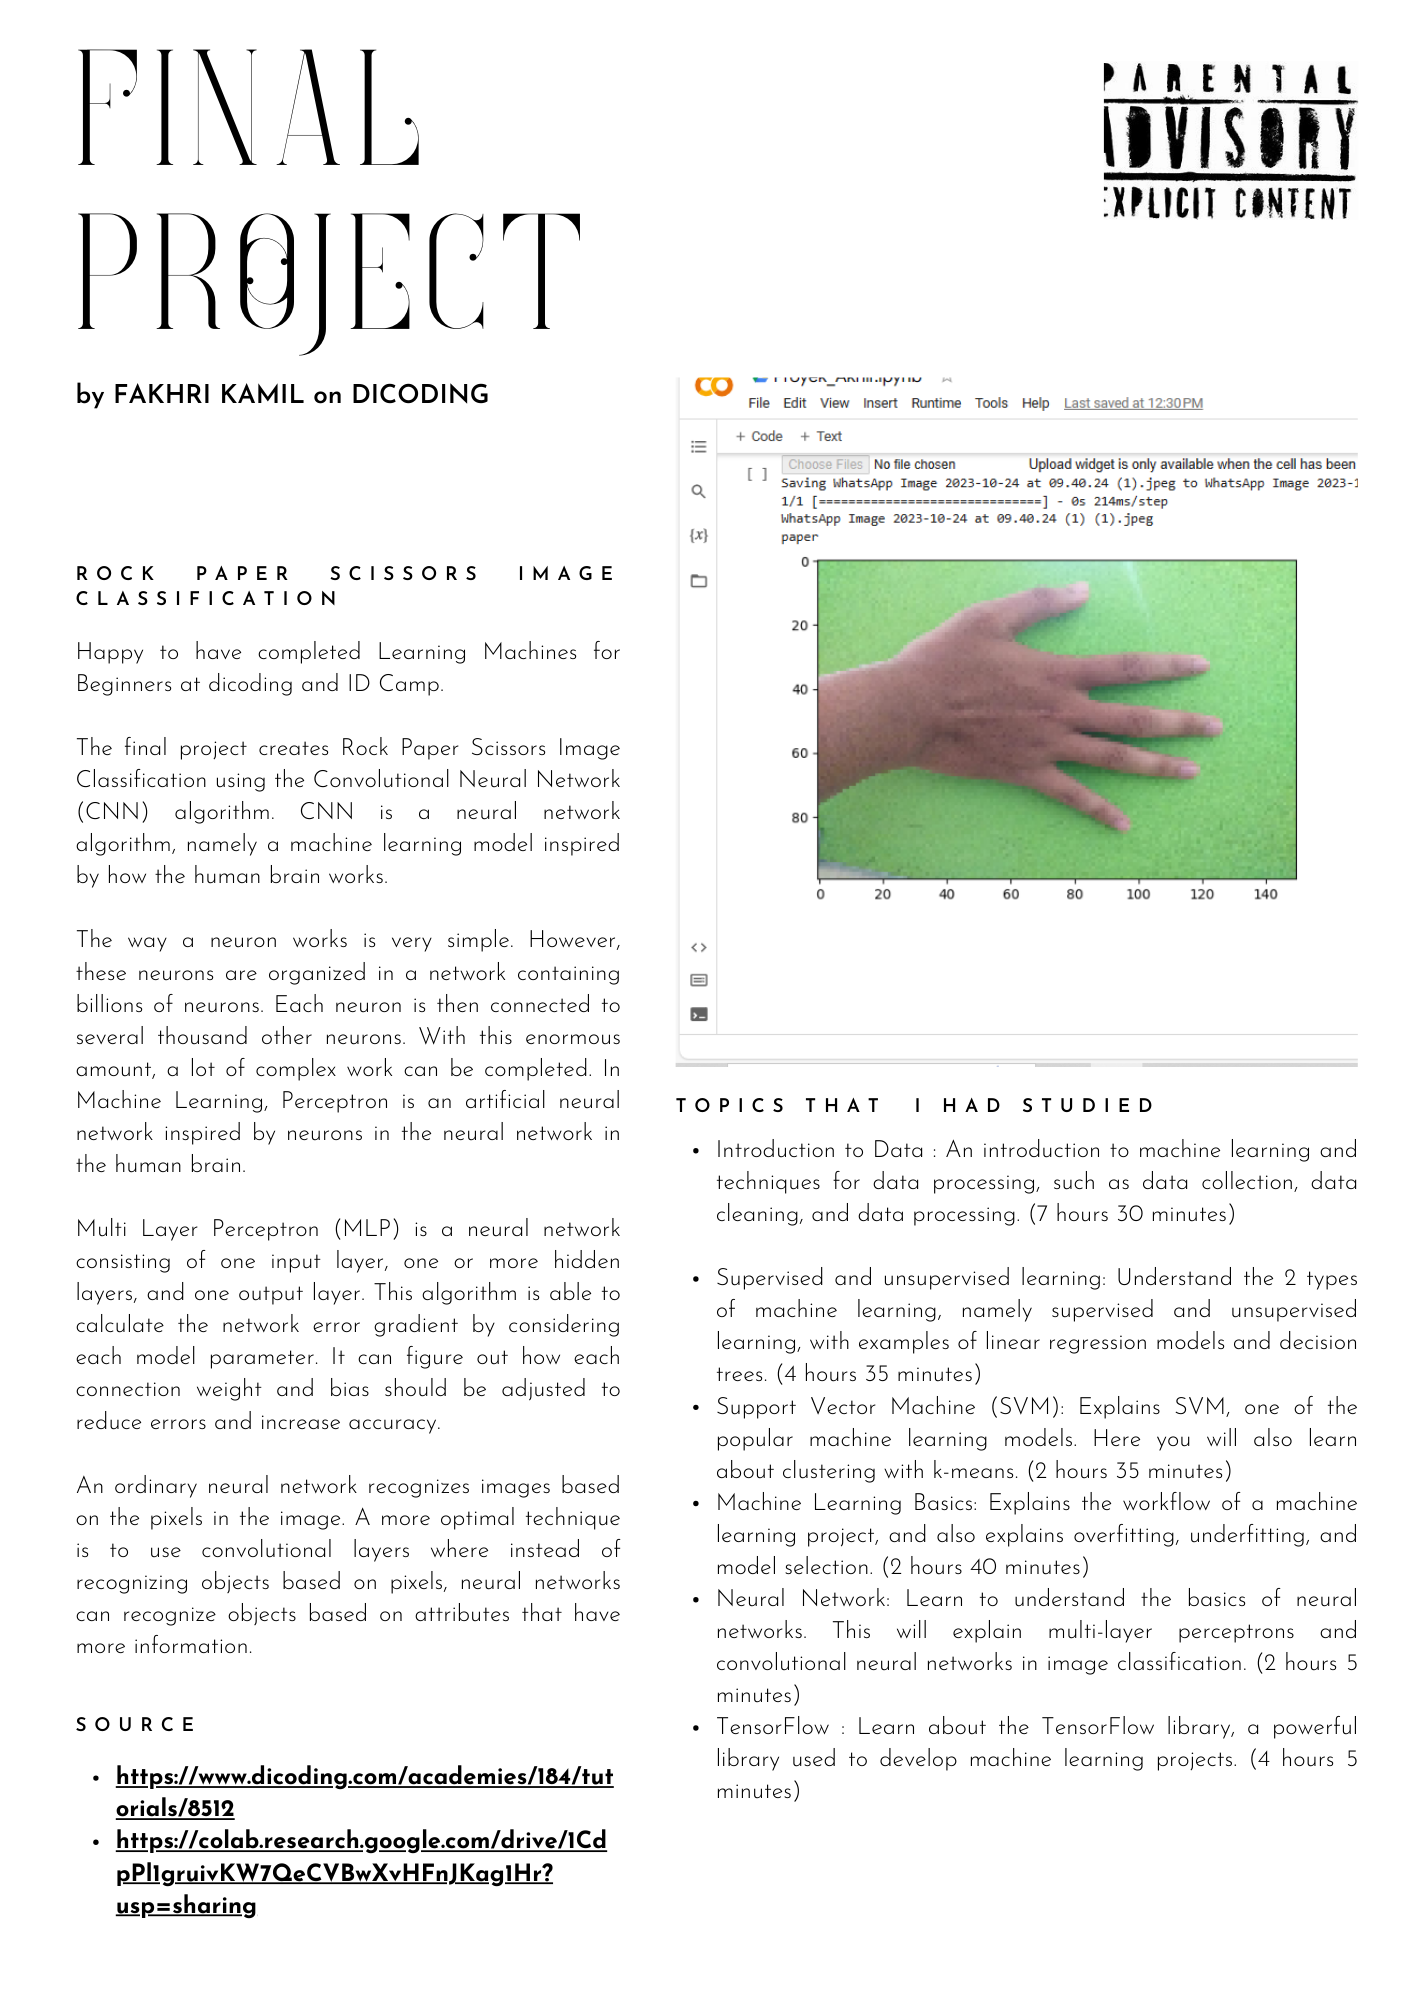 FINAL
PROJECT
by FAKHRI KAMIL on DICODING
PARENTAL
ADVISORY
EXPLICIT CONTENT
ROCK PAPER SCISSORS IMAGE
CLASSIFICATION
Happy to have completed Learning Machines for
Beginners at dicoding and ID Camp.
The final project creates Rock Paper Scissors Image
Classification using the Convolutional Neural Network
(CNN) algorithm. CNN is a neural network
algorithm, namely a machine learning model inspired
by how the human brain works.
The way a neuron works is very simple. However,
these neurons are organized in a network containing
billions of neurons. Each neuron is then connected to
several thousand other neurons. With this enormous
amount, a lot of complex work can be completed. In
Machine Learning, Perceptron is an artificial neural
network inspired by neurons in the neural network in
the human brain.
Multi Layer Perceptron (MLP) is a neural network
consisting of one input layer, one or more hidden
layers, and one output layer. This algorithm is able to
calculate the network error gradient by considering
each model parameter. It can figure out how each
connection weight and bias should be adjusted to
reduce errors and increase accuracy.
An ordinary neural network recognizes images based
on the pixels in the image. A more optimal technique
is to use convolutional layers where instead of
recognizing objects based on pixels, neural networks
can recognize objects based on attributes that have
more information.
SOURCE
• https://www.dicoding.com/academies/184/tut
orials/8512
• https://colab.research.google.com/drive/1Cd
pPl1gruivKW7QeCVBwXvHFnJKag1Hr?
usp=sharing
Proyek_Akhir.ipynb
File Edit View Insert Runtime Tools Help Last saved at 12:30 PM
+ Code + Text
[ ] Choose Files No file chosen Upload widget is only available when the cell has been
Saving WhatsApp Image 2023-10-24 at 09.40.24 (1).jpeg to WhatsApp Image 2023-1
1/1 [==============================] - 0s 214ms/step
WhatsApp Image 2023-10-24 at 09.40.24 (1) (1).jpeg
paper
0
20
40
60
80
0 20 40 60 80 100 120 140
{x}
<>
TOPICS THAT I HAD STUDIED
• Introduction to Data : An introduction to machine learning and
techniques for data processing, such as data collection, data
cleaning, and data processing. (7 hours 30 minutes)
• Supervised and unsupervised learning: Understand the 2 types
of machine learning, namely supervised and unsupervised
learning, with examples of linear regression models and decision
trees. (4 hours 35 minutes)
• Support Vector Machine (SVM): Explains SVM, one of the
popular machine learning models. Here you will also learn
about clustering with k-means. (2 hours 35 minutes)
• Machine Learning Basics: Explains the workflow of a machine
learning project, and also explains overfitting, underfitting, and
model selection. (2 hours 40 minutes)
• Neural Network: Learn to understand the basics of neural
networks. This will explain multi-layer perceptrons and
convolutional neural networks in image classification. (2 hours 5
minutes)
• TensorFlow : Learn about the TensorFlow library, a powerful
library used to develop machine learning projects. (4 hours 5
minutes)